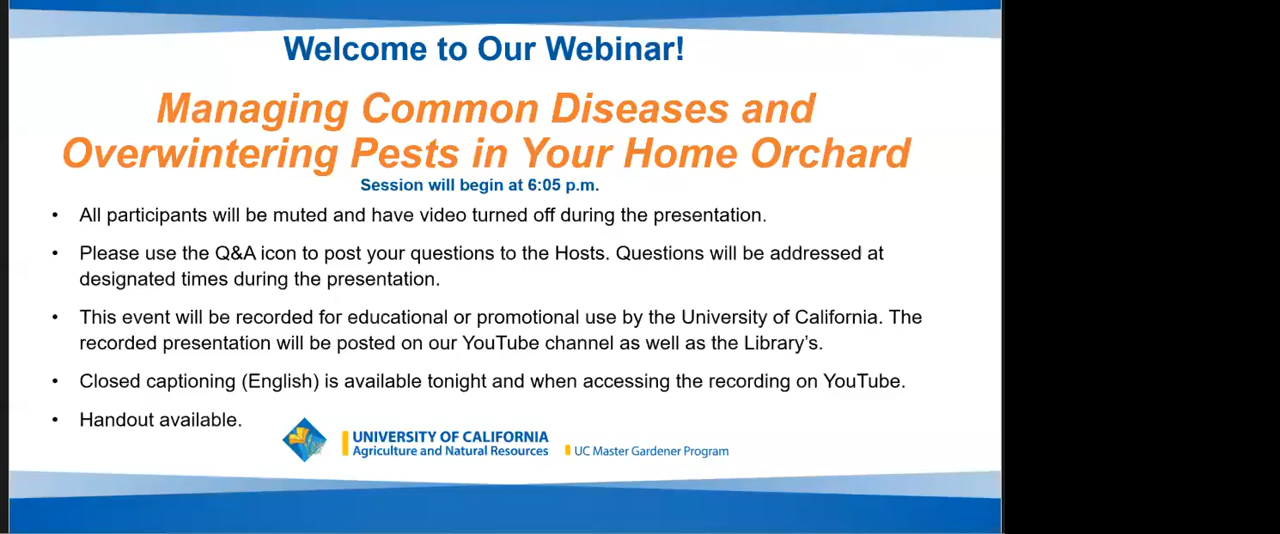 Welcome to Our Webinar!
Managing Common Diseases and
Overwintering Pests in Your Home Orchard
Session will begin at 6:05 p.m.
• All participants will be muted and have video turned off during the presentation.
• Please use the Q&A icon to post your questions to the Hosts. Questions will be addressed at
designated times during the presentation.
• This event will be recorded for educational or promotional use by the University of California. The
recorded presentation will be posted on our YouTube channel as well as the Library's.
• Closed captioning (English) is available tonight and when accessing the recording on YouTube.
• Handout available.
UNIVERSITY OF CALIFORNIA
Agriculture and Natural Resources
UC Master Gardener Program